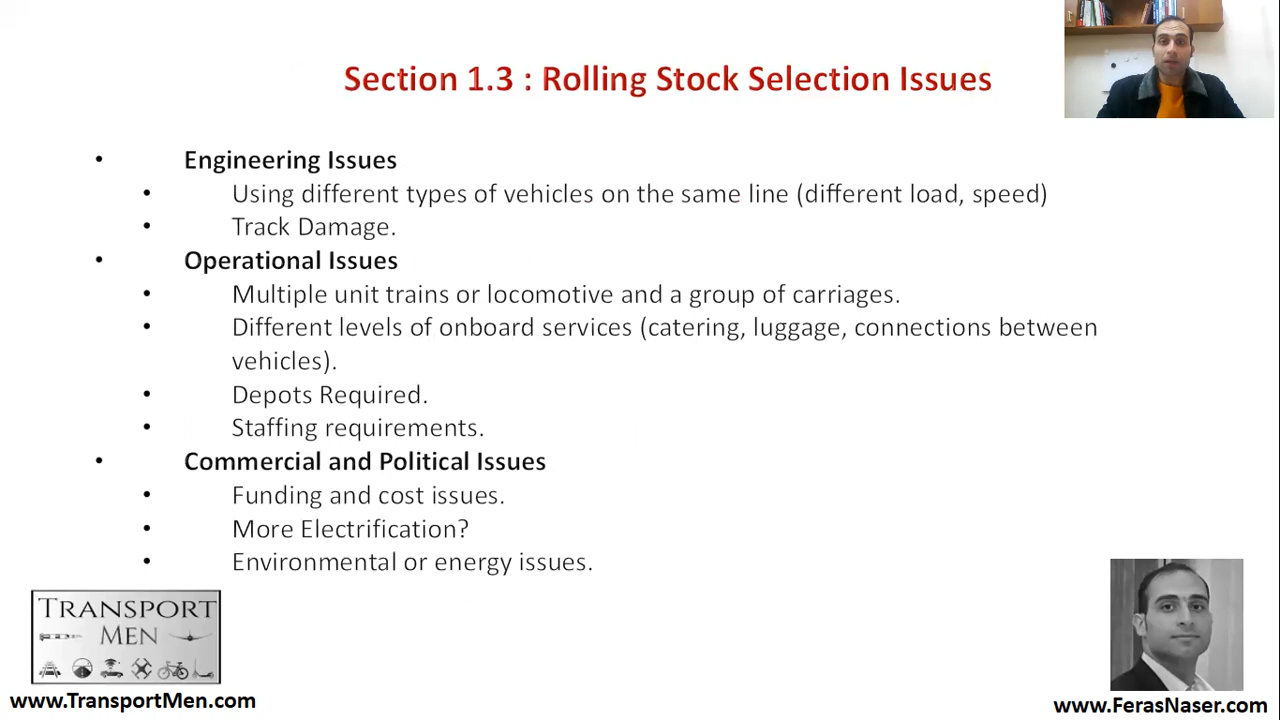 Section 1.3 : Rolling Stock Selection Issues
• Engineering Issues
• Using different types of vehicles on the same line (different load, speed)
• Track Damage.
• Operational Issues
• Multiple unit trains or locomotive and a group of carriages.
• Different levels of onboard services (catering, luggage, connections between
vehicles).
• Depots Required.
• Staffing requirements.
• Commercial and Political Issues
• Funding and cost issues.
• More Electrification?
• Environmental or energy issues.
TRANSPORT
MEN
www.TransportMen.com
www.FerasNaser.com